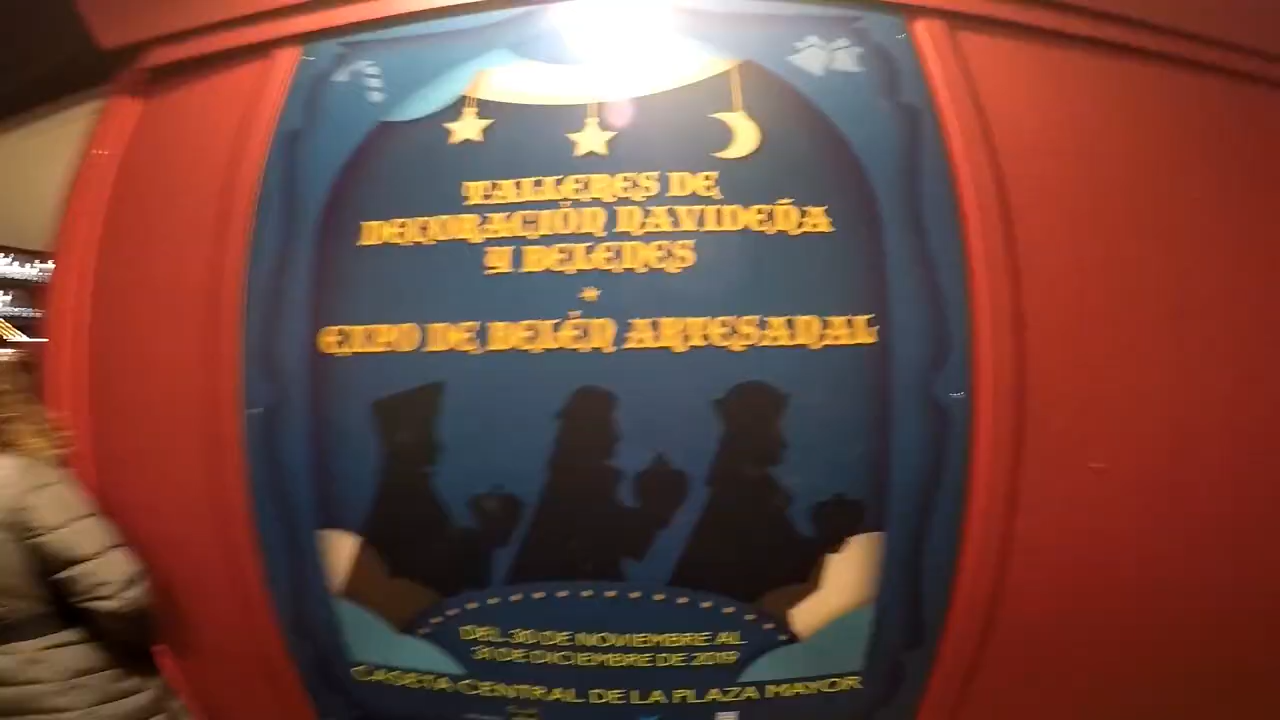 TALLERES DE
DECORACIÓN NAVIDEÑA
Y BELENES
EXPO DE BELÉN ARTESANAL
DEL 30 DE NOVIEMBRE AL
31 DE DICIEMBRE DE 2019
CASETA CENTRAL DE LA PLAZA MAYOR